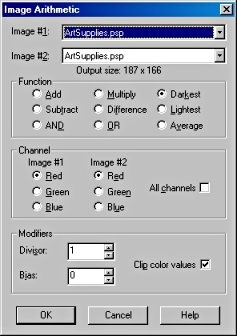 Image Arithmetic
Image #1: ArtSupplies.psp
Image #2: ArtSupplies.psp
Output size: 187 x 166
Function
Add Multiply Darkest
Subtract Difference Lightest
AND OR Average
Channel
Image #1 Image #2
Red Red
Green Green All channels
Blue Blue
Modifiers
Divisor: 1
Clip color values
Bias: 0
OK Cancel Help